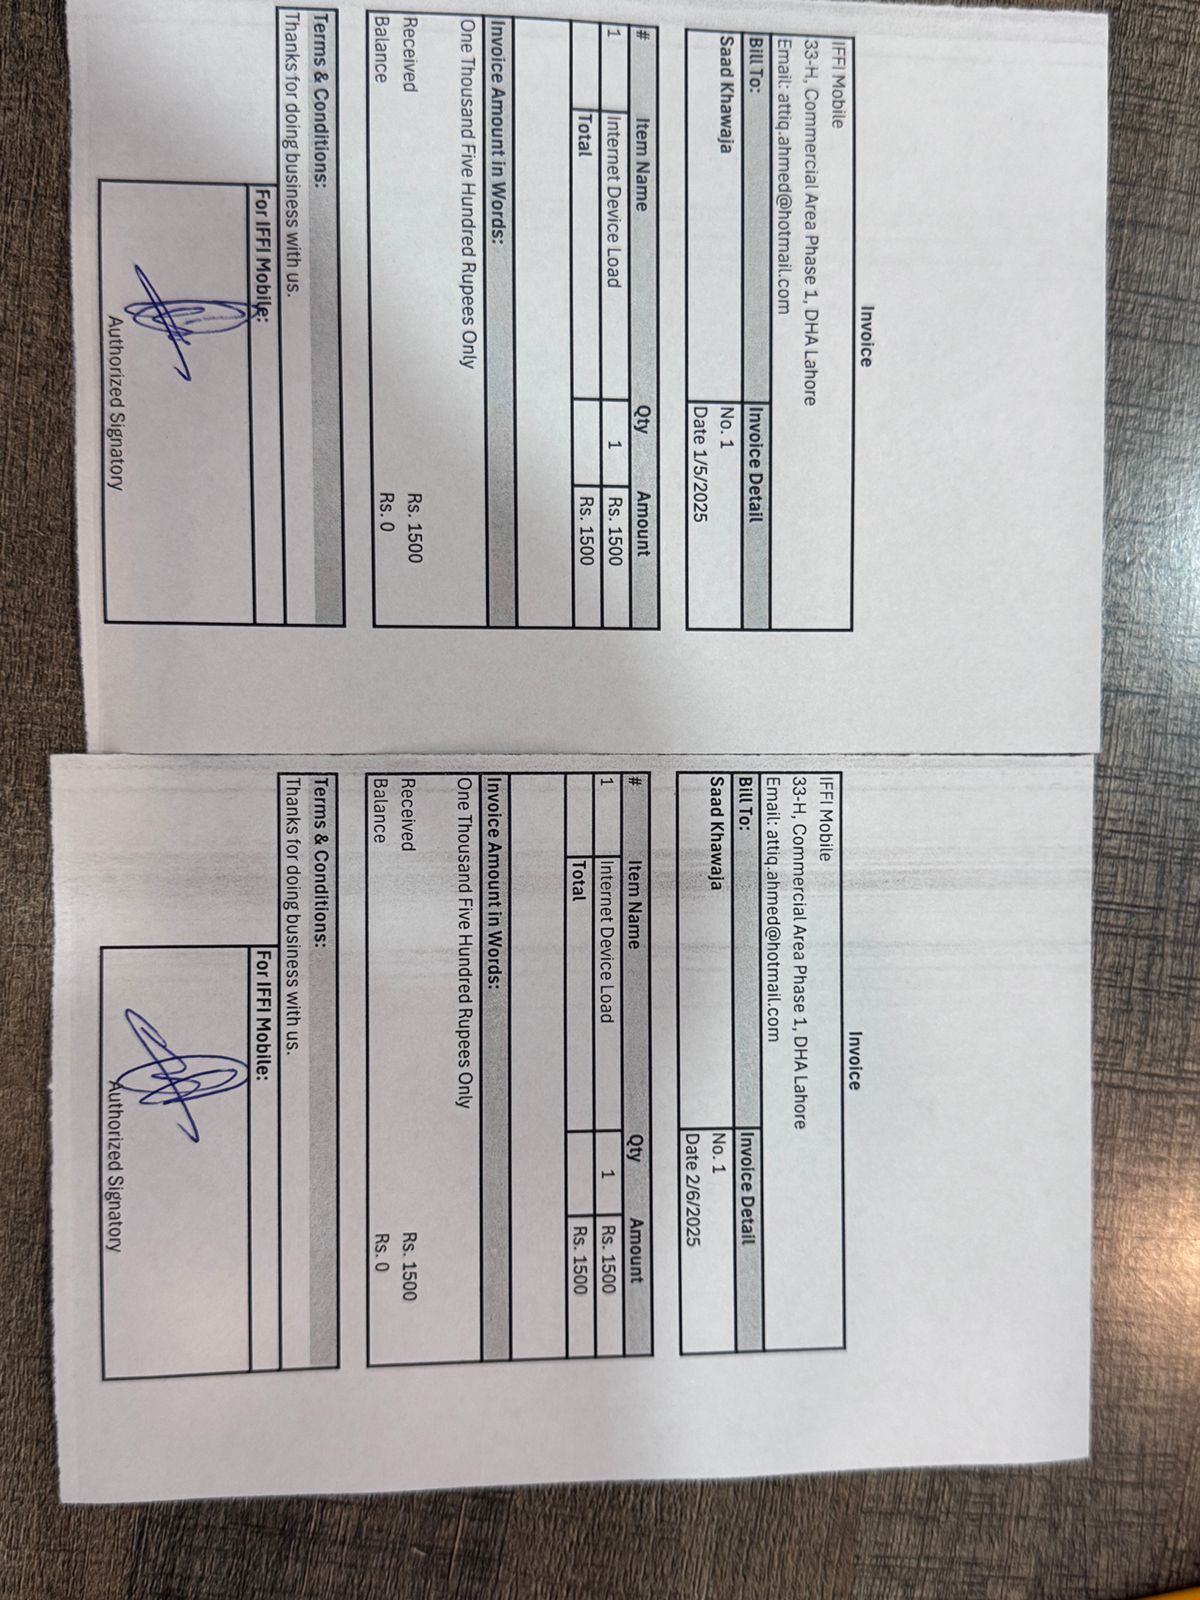 Invoice
IFFI Mobile
33-H, Commercial Area Phase 1, DHA Lahore
Email: attiq.ahmed@hotmail.com
Bill To: Invoice Detail
Saad Khawaja No. 1
Date 1/5/2025
# Item Name Qty Amount
1 Internet Device Load 1 Rs. 1500
Total Rs. 1500
Invoice Amount in Words:
One Thousand Five Hundred Rupees Only
Received Rs. 1500
Balance Rs. 0
Terms & Conditions:
Thanks for doing business with us.
For IFFI Mobile:
Authorized Signatory
Invoice
IFFI Mobile
33-H, Commercial Area Phase 1, DHA Lahore
Email: attiq.ahmed@hotmail.com
Bill To: Invoice Detail
Saad Khawaja No. 1
Date 2/6/2025
# Item Name Qty Amount
1 Internet Device Load 1 Rs. 1500
Total Rs. 1500
Invoice Amount in Words:
One Thousand Five Hundred Rupees Only
Received Rs. 1500
Balance Rs. 0
Terms & Conditions:
Thanks for doing business with us.
For IFFI Mobile:
Authorized Signatory